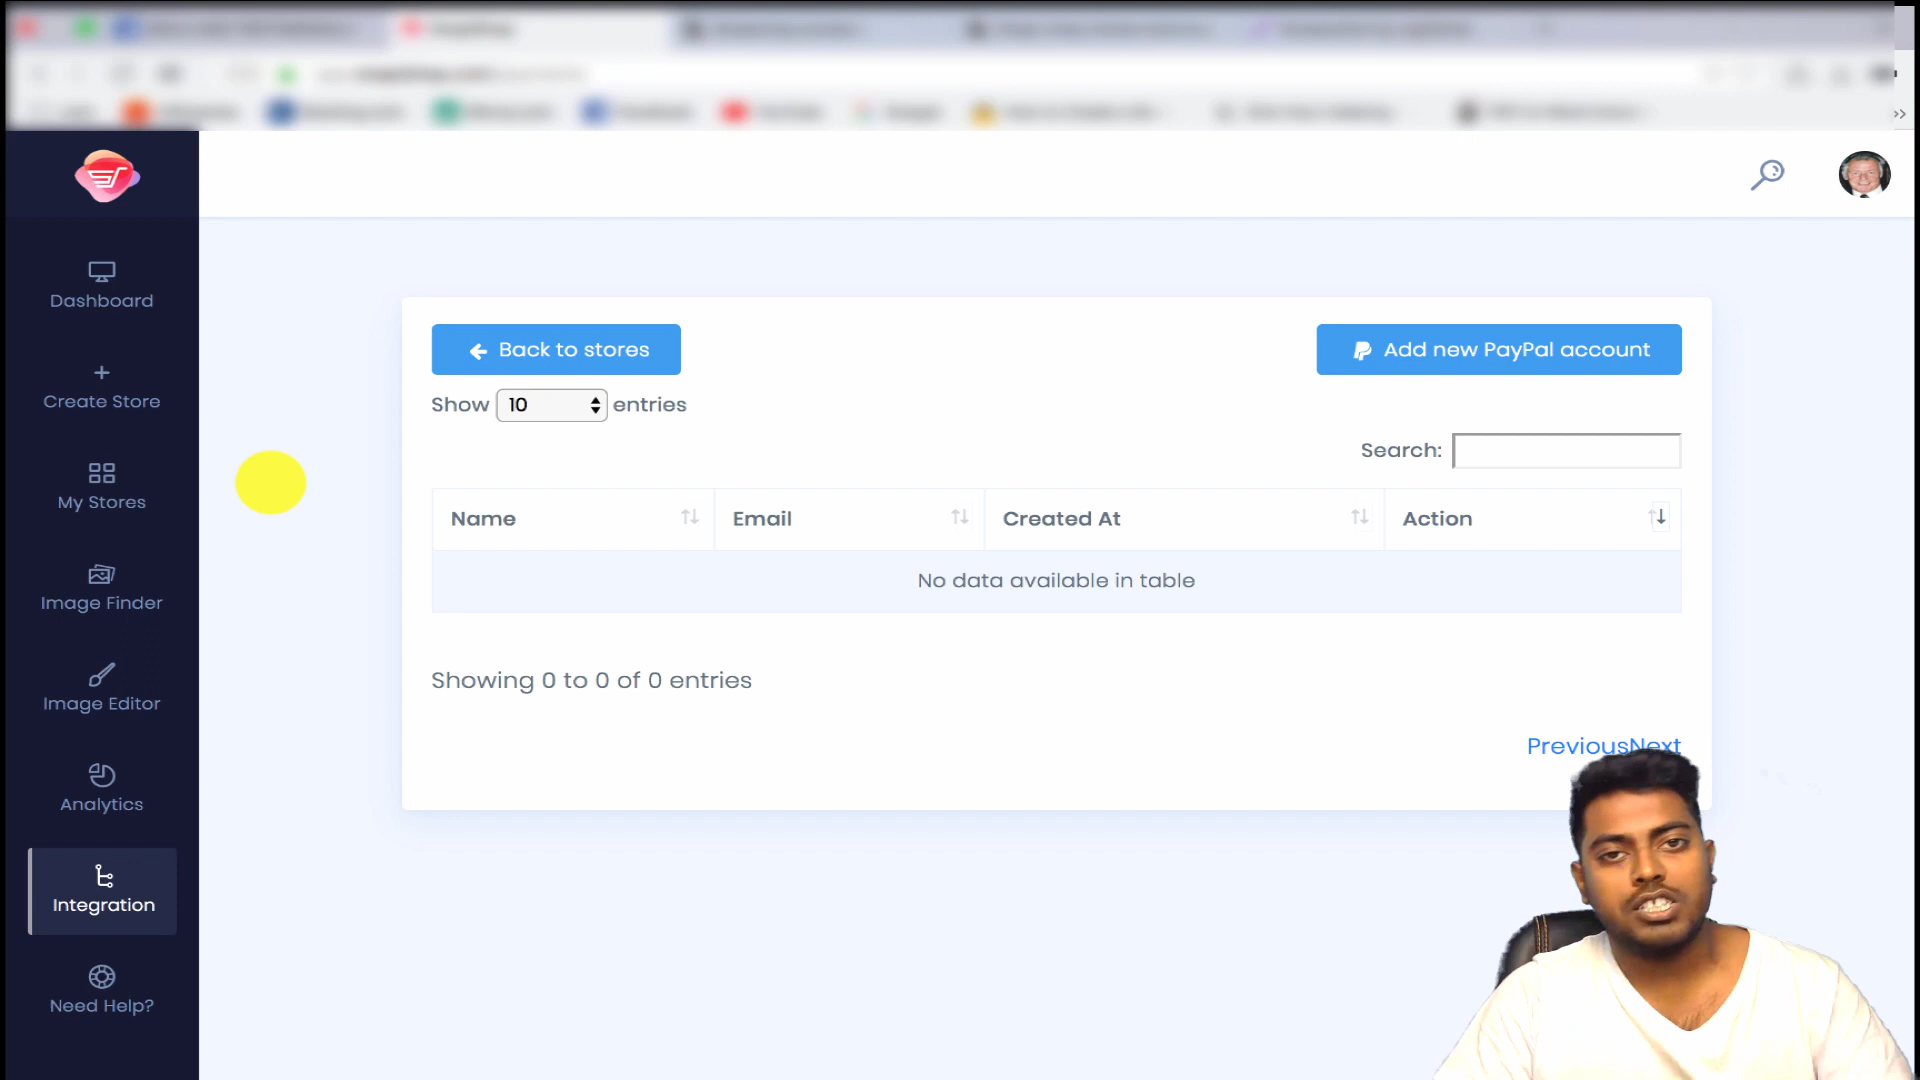 Dashboard
Create Store
My Stores
Image Finder
Image Editor
Analytics
Integration
Need Help?
Back to stores
Add new PayPal account
Show 10 entries
Search:
Name Email Created At Action
No data available in table
Showing 0 to 0 of 0 entries
PreviousNext